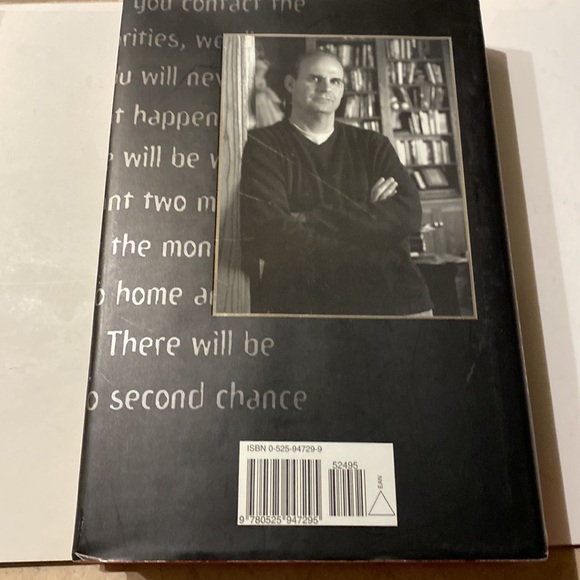 you contact the
rities, we'll
u will nev
t happen
will be w
nt two m
the mon
o home a
There will be
o second chance
ISBN 0-525-94729-9
52495
EAN
9 780525 947295